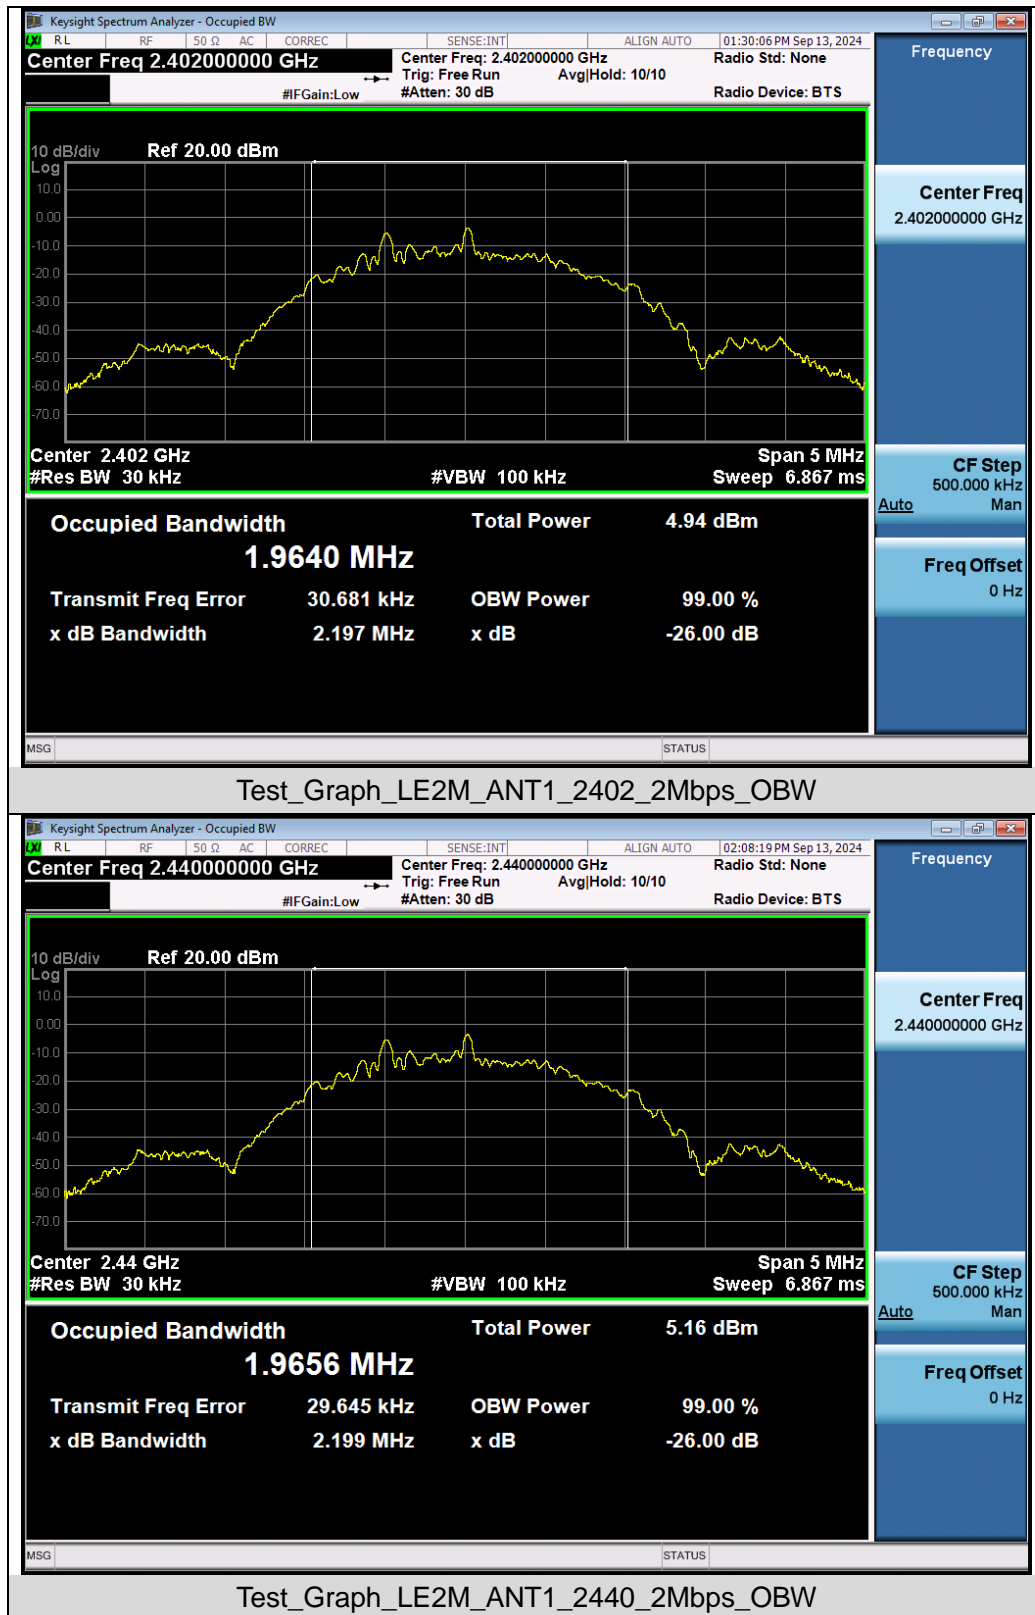 Keysight Spectrum Analyzer - Occupied BW
LXI RL RF 50 Ω AC CORREC SENSE:INT ALIGN AUTO 01:30:06 PM Sep 13, 2024
Center Freq 2.402000000 GHz
Center Freq: 2.402000000 GHz Radio Std: None
Trig: Free Run Avg|Hold: 10/10
#IFGain:Low #Atten: 30 dB Radio Device: BTS
Frequency
10 dB/div Ref 20.00 dBm
Log
10.0
0.00
-10.0
-20.0
-30.0
-40.0
-50.0
-60.0
-70.0
Center 2.402 GHz Span 5 MHz
#Res BW 30 kHz #VBW 100 kHz Sweep 6.867 ms
Center Freq
2.402000000 GHz
CF Step
500.000 kHz
Auto Man
Freq Offset
0 Hz
Occupied Bandwidth Total Power 4.94 dBm
1.9640 MHz
Transmit Freq Error 30.681 kHz OBW Power 99.00 %
x dB Bandwidth 2.197 MHz x dB -26.00 dB
MSG STATUS
Test_Graph_LE2M_ANT1_2402_2Mbps_OBW
Keysight Spectrum Analyzer - Occupied BW
LXI RL RF 50 Ω AC CORREC SENSE:INT ALIGN AUTO 02:08:19 PM Sep 13, 2024
Center Freq 2.440000000 GHz
Center Freq: 2.440000000 GHz Radio Std: None
Trig: Free Run Avg|Hold: 10/10
#IFGain:Low #Atten: 30 dB Radio Device: BTS
Frequency
10 dB/div Ref 20.00 dBm
Log
10.0
0.00
-10.0
-20.0
-30.0
-40.0
-50.0
-60.0
-70.0
Center 2.44 GHz Span 5 MHz
#Res BW 30 kHz #VBW 100 kHz Sweep 6.867 ms
Center Freq
2.440000000 GHz
CF Step
500.000 kHz
Auto Man
Freq Offset
0 Hz
Occupied Bandwidth Total Power 5.16 dBm
1.9656 MHz
Transmit Freq Error 29.645 kHz OBW Power 99.00 %
x dB Bandwidth 2.199 MHz x dB -26.00 dB
MSG STATUS
Test_Graph_LE2M_ANT1_2440_2Mbps_OBW